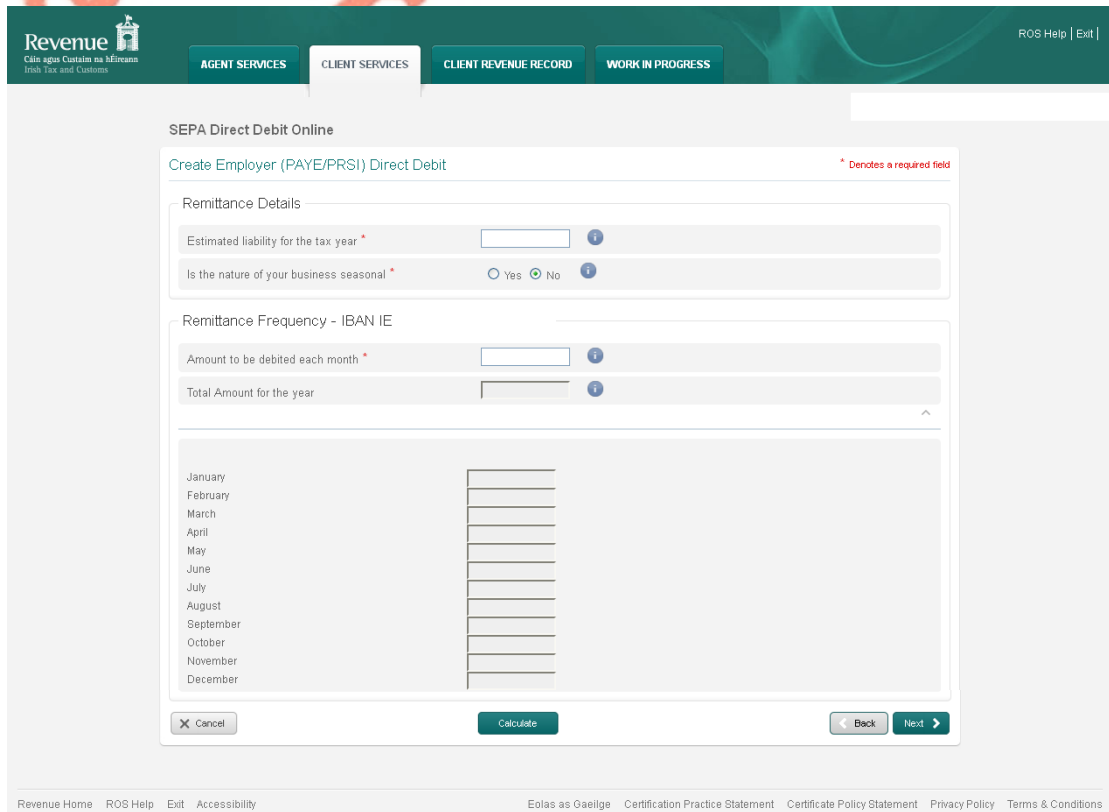 Revenue
Cáin agus Custaim na hÉireann
Irish Tax and Customs
AGENT SERVICES CLIENT SERVICES CLIENT REVENUE RECORD WORK IN PROGRESS
ROS Help | Exit |
SEPA Direct Debit Online
Create Employer (PAYE/PRSI) Direct Debit * Denotes a required field
Remittance Details
Estimated liability for the tax year *
Is the nature of your business seasonal * Yes No
Remittance Frequency - IBAN IE
Amount to be debited each month *
Total Amount for the year
January
February
March
April
May
June
July
August
September
October
November
December
Cancel Calculate Back Next
Revenue Home ROS Help Exit Accessibility Eolas as Gaeilge Certification Practice Statement Certificate Policy Statement Privacy Policy Terms & Conditions